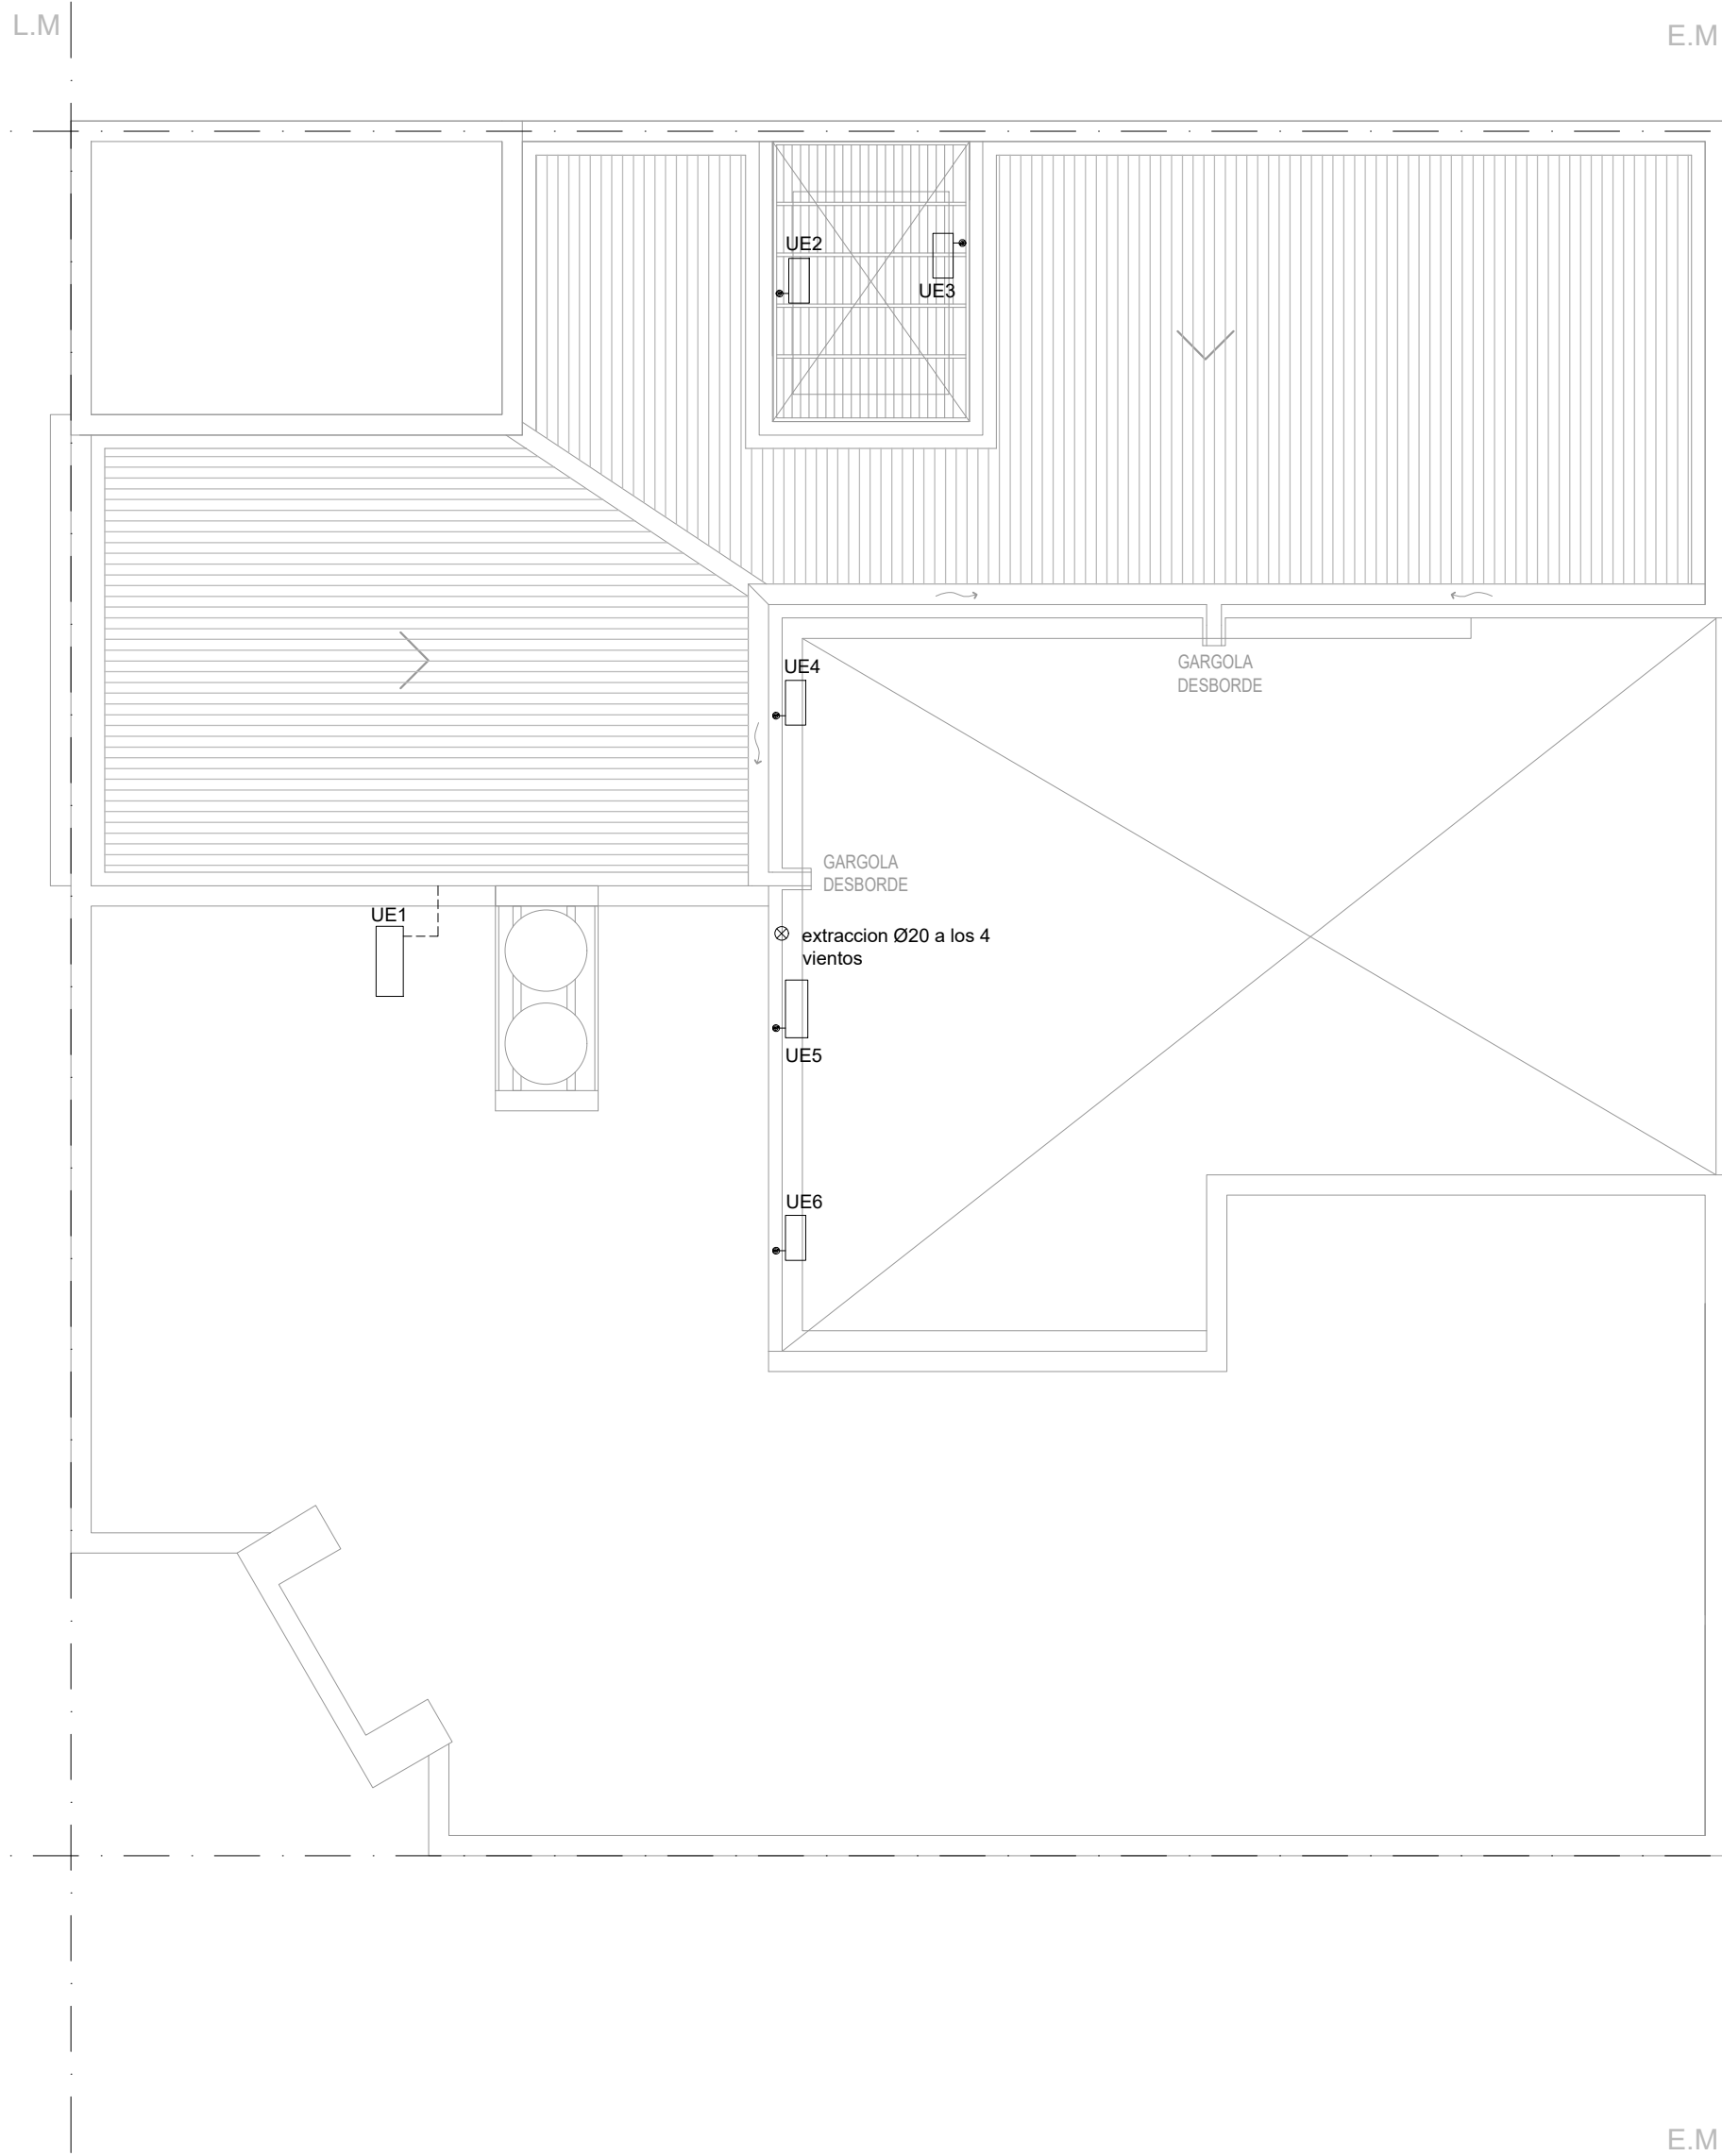 L.M
E.M
UE2
UE3
UE4
GARGOLA
DESBORDE
GARGOLA
DESBORDE
UE1
extraccion Ø20 a los 4
vientos
UE5
UE6
E.M